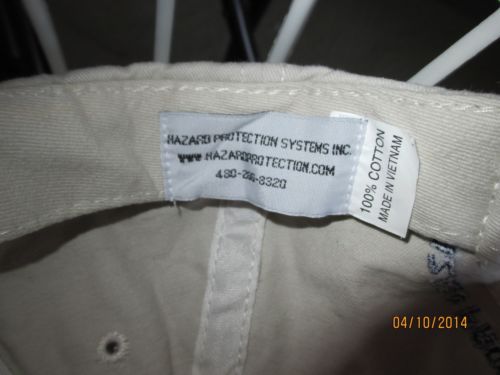 HAZARD PROTECTION SYSTEMS INC.
WWW.HAZARDPROTECTION.COM
100% COTTON
MADE IN VIETNAM
04/10/2014